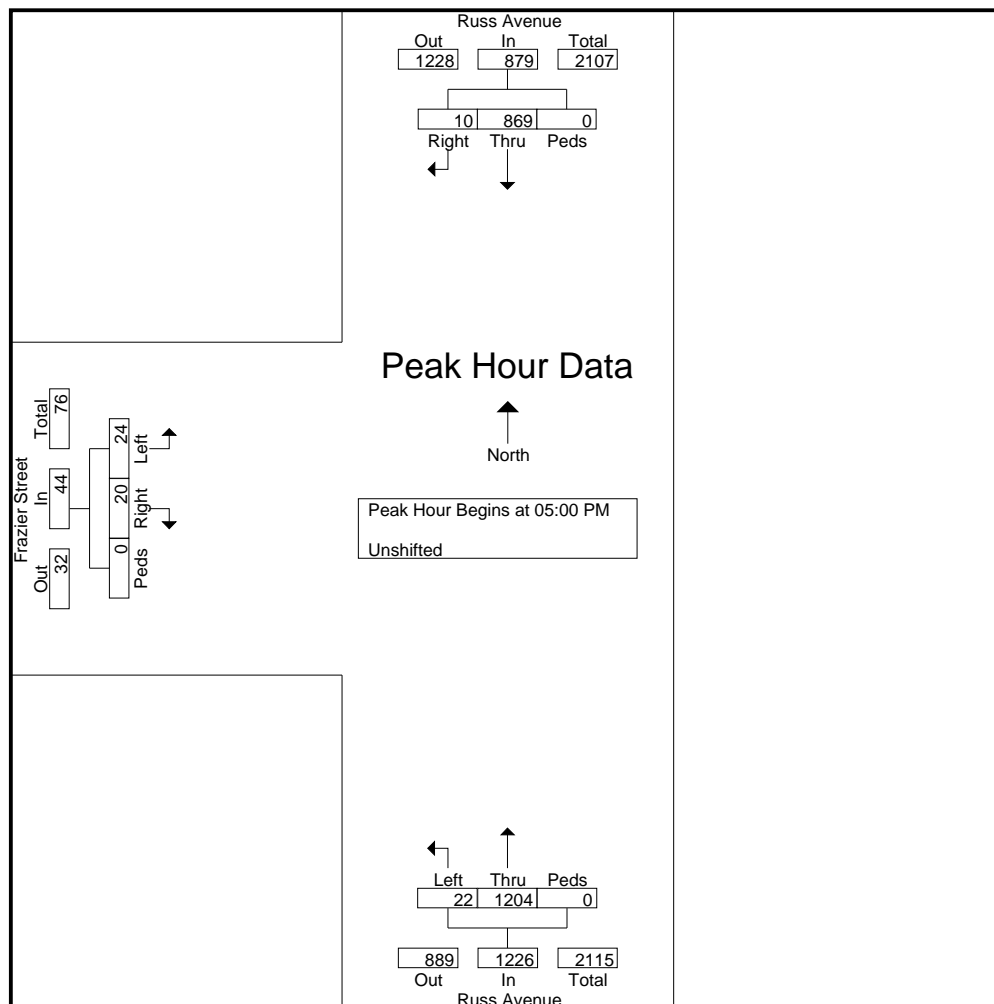 Russ Avenue
Out In Total
1228 879 2107
10 869 0
Right Thru Peds
Peak Hour Data
North
Peak Hour Begins at 05:00 PM
Unshifted
Frazier Street
Out In Total
32 44 76
0 20 24
Peds Right Left
Left Thru Peds
22 1204 0
889 1226 2115
Out In Total
Russ Avenue